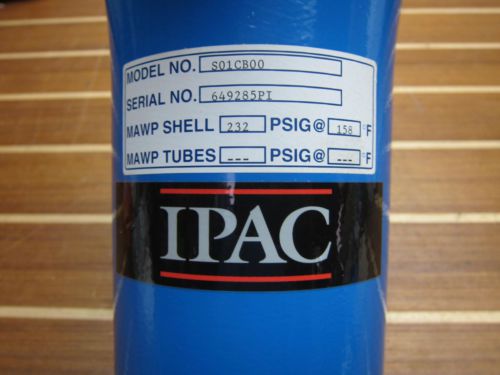 MODEL NO. S01CB00
SERIAL NO. 649285PI
MAWP SHELL 232 PSIG@ 158 °F
MAWP TUBES --- PSIG@ --- °F
IPAC